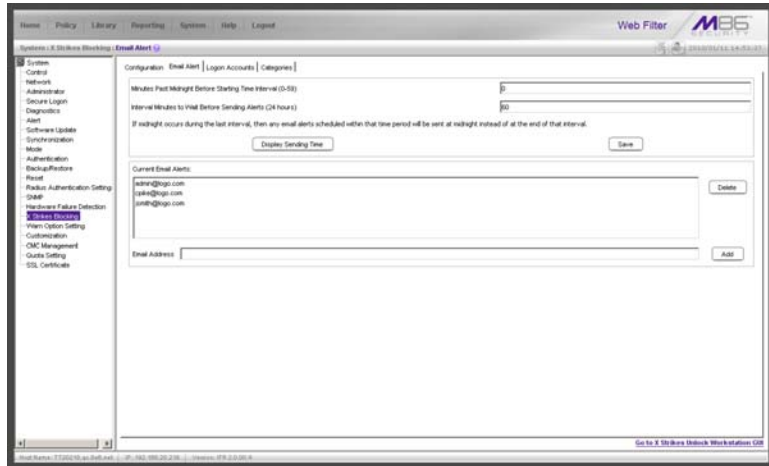 Home Policy Library Reporting System Help Logout
Web Filter
M86 SECURITY
System : X Strikes Blocking : Email Alert
System
Control
Network
Administrator
Secure Logon
Diagnostics
Alert
Software Update
Synchronization
Mode
Authentication
Backup/Restore
Reset
Radius Authentication Setting
SNMP
Hardware Failure Detection
X Strikes Blocking
Warn Option Setting
Customization
CMC Management
Quota Setting
SSL Certificate
Configuration Email Alert Logon Accounts Categories
Minutes Past Midnight Before Starting Time Interval (0-59) 0
Interval Minutes to Wait Before Sending Alerts (24 hours) 60
If midnight occurs during the last interval, then any email alerts scheduled within that time period will be sent at midnight instead of at the end of that interval.
Display Sending Time Save
Current Email Alerts:
admin@logo.com
cpike@logo.com
jsmith@logo.com
Delete
Email Address Add
Go to X Strikes Unlock Workstation GUI
Host Name: